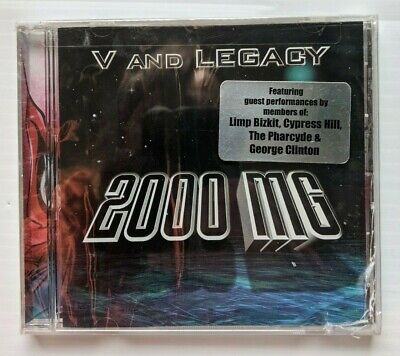 V AND LEGACY
Featuring
guest performances by
members of:
Limp Bizkit, Cypress Hill,
The Pharcyde &
George Clinton
2000 MG